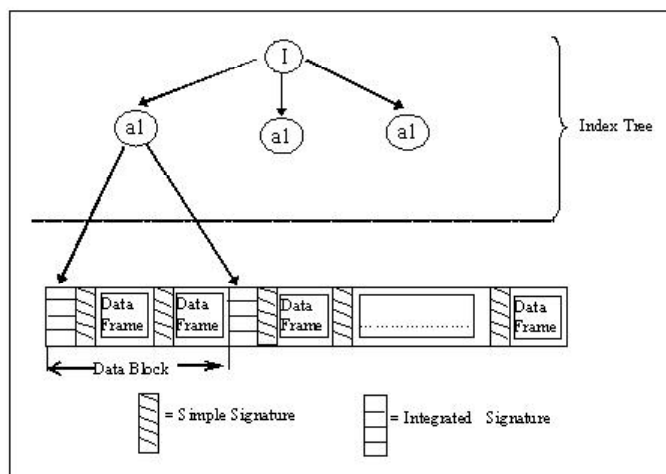 I
a1
a1
a1
Index Tree
Data
Frame
Data
Frame
Data
Frame
Data
Frame
Data Block
= Simple Signature
= Integrated Signature